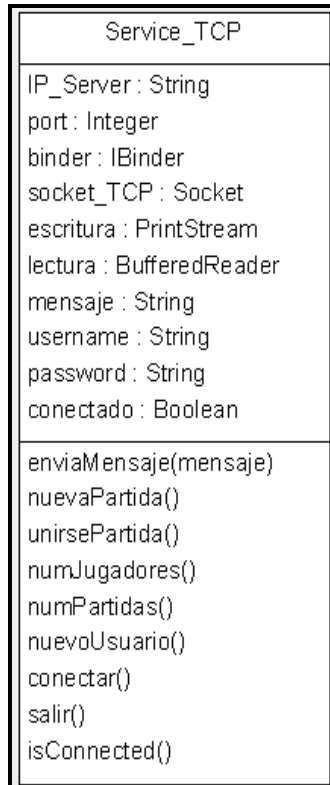 Service_TCP
IP_Server : String
port : Integer
binder : IBinder
socket_TCP : Socket
escritura : PrintStream
lectura : BufferedReader
mensaje : String
username : String
password : String
conectado : Boolean
enviaMensaje(mensaje)
nuevaPartida()
unirsePartida()
numJugadores()
numPartidas()
nuevoUsuario()
conectar()
salir()
isConnected()